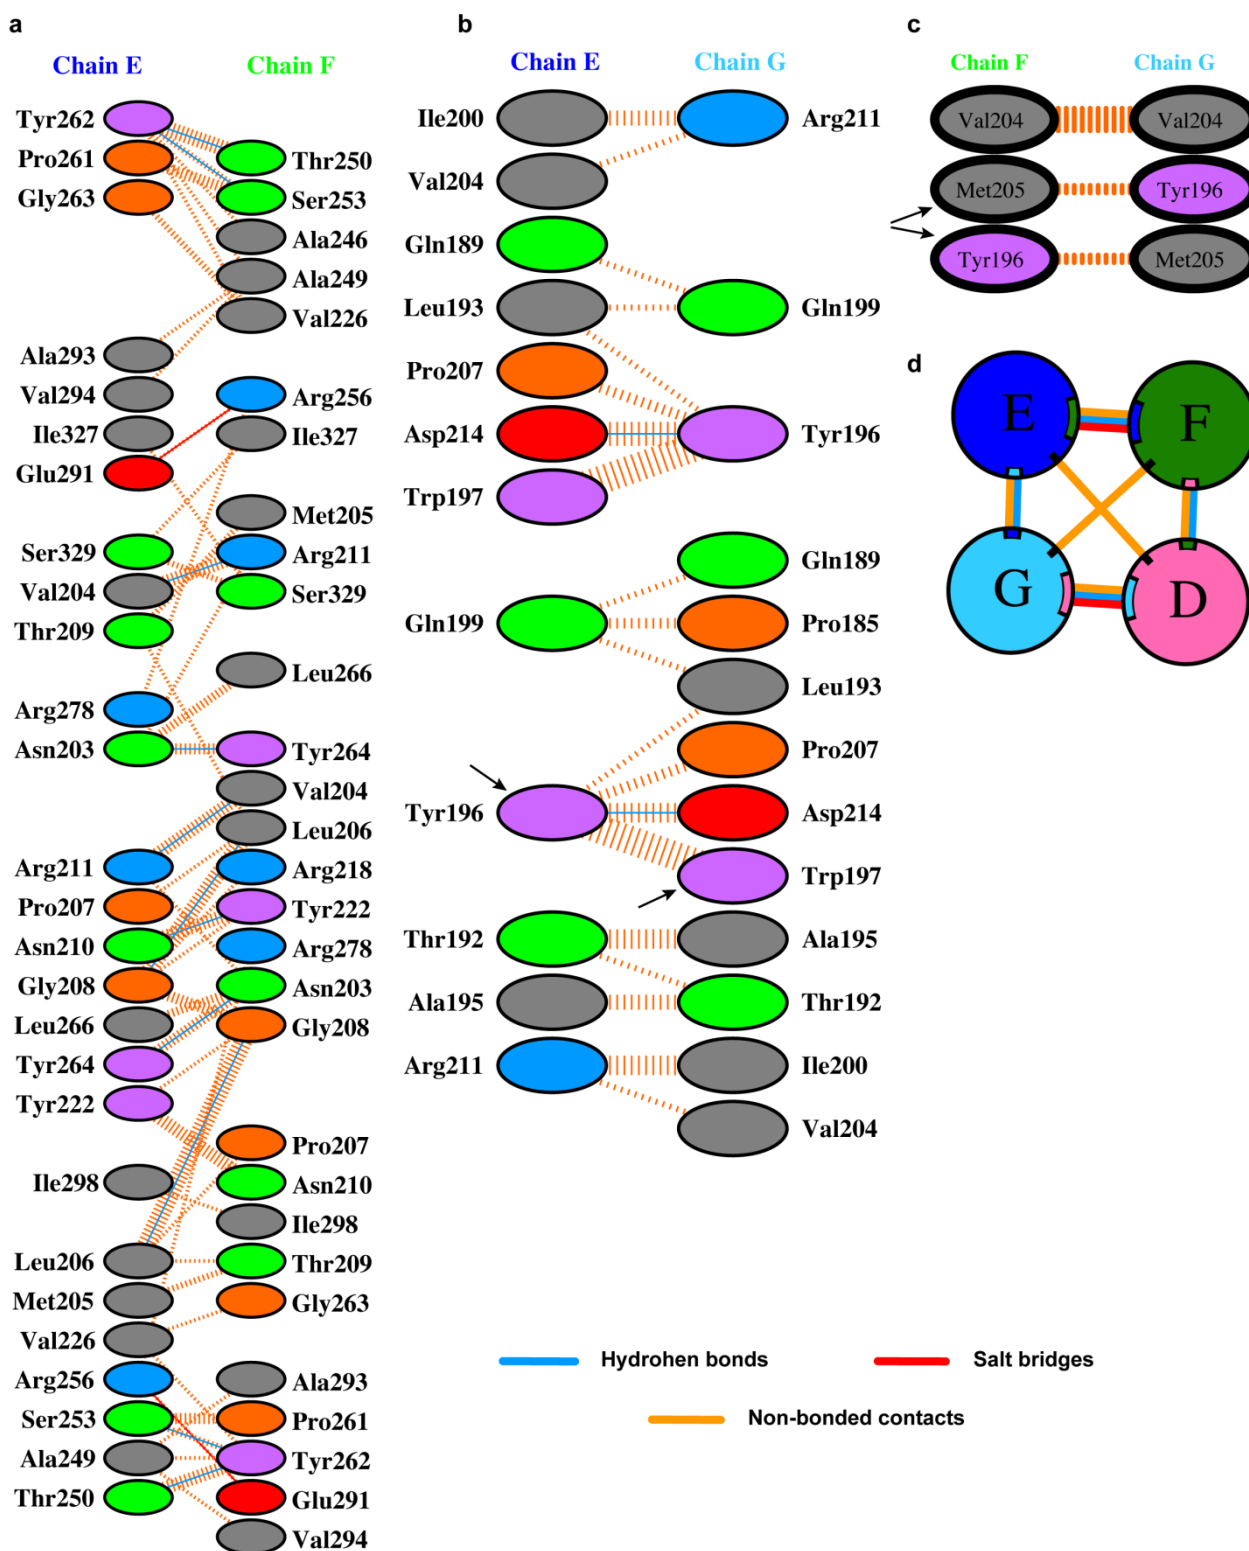 a
Chain E Chain F
Tyr262
Pro261 Thr250
Gly263 Ser253
Ala246
Ala249
Val226
Ala293
Val294 Arg256
Ile327 Ile327
Glu291
Met205
Ser329 Arg211
Val204 Ser329
Thr209
Leu266
Arg278
Asn203 Tyr264
Val204
Leu206
Arg211 Arg218
Pro207 Tyr222
Asn210 Arg278
Gly208 Asn203
Leu266 Gly208
Tyr264
Tyr222
Pro207
Ile298 Asn210
Ile298
Leu206 Thr209
Met205 Gly263
Val226
Arg256 Ala293
Ser253 Pro261
Ala249 Tyr262
Thr250 Glu291
Val294
b
Chain E Chain G
Ile200 Arg211
Val204
Gln189
Leu193 Gln199
Pro207
Asp214 Tyr196
Trp197
Gln189
Gln199 Pro185
Leu193
Pro207
Tyr196 Asp214
Trp197
Thr192 Ala195
Ala195 Thr192
Arg211 Ile200
Val204
c
Chain F Chain G
Val204 Val204
Met205 Tyr196
Tyr196 Met205
d
E F
G D
Hydrohen bonds Salt bridges
Non-bonded contacts